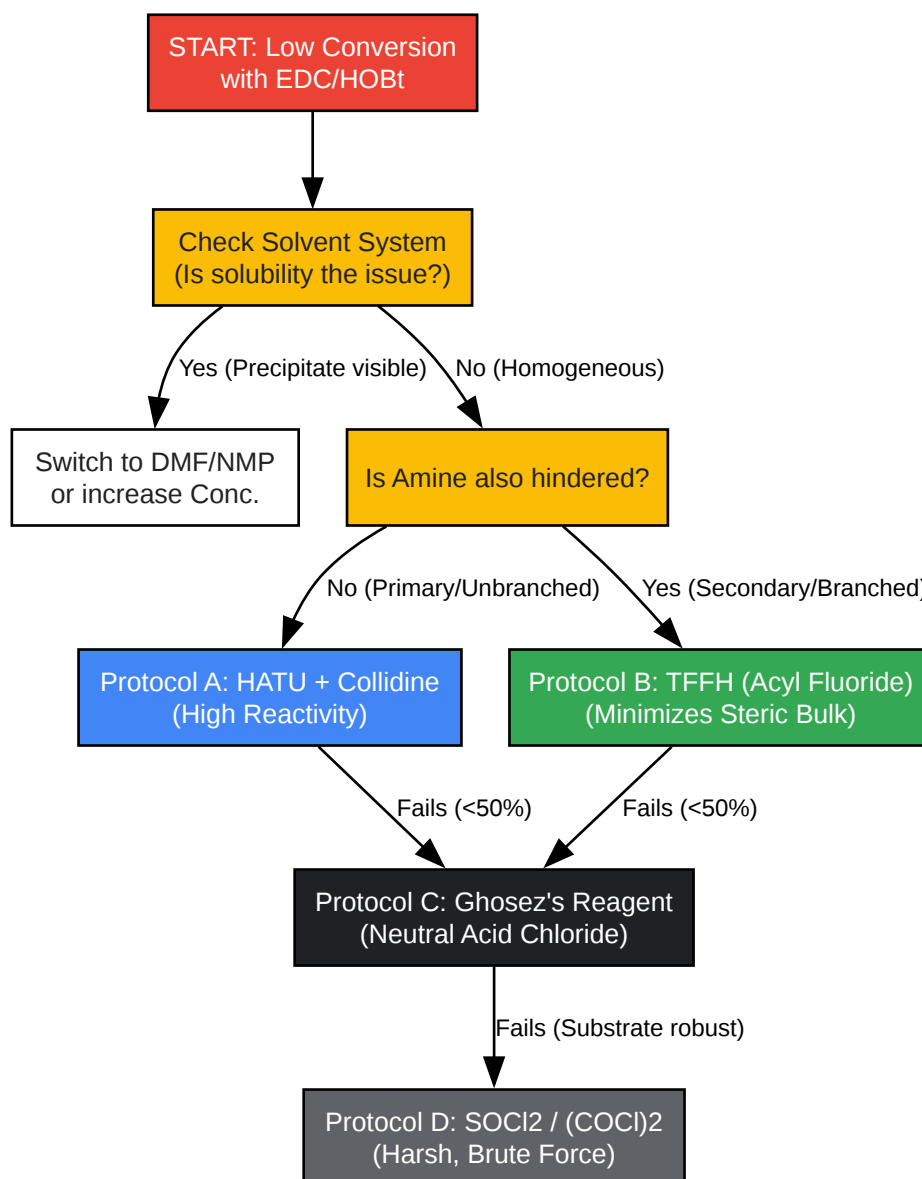 START: Low Conversion
with EDC/HOBt
Check Solvent System
(Is solubility the issue?)
Yes (Precipitate visible)
No (Homogeneous)
Switch to DMF/NMP
or increase Conc.
Is Amine also hindered?
No (Primary/Unbranched)
Yes (Secondary/Branched)
Protocol A: HATU + Collidine
(High Reactivity)
Protocol B: TFFH (Acyl Fluoride)
(Minimizes Steric Bulk)
Fails (<50%)
Fails (<50%)
Protocol C: Ghosez's Reagent
(Neutral Acid Chloride)
Fails (Substrate robust)
Protocol D: SOCl2 / (COCl)2
(Harsh, Brute Force)